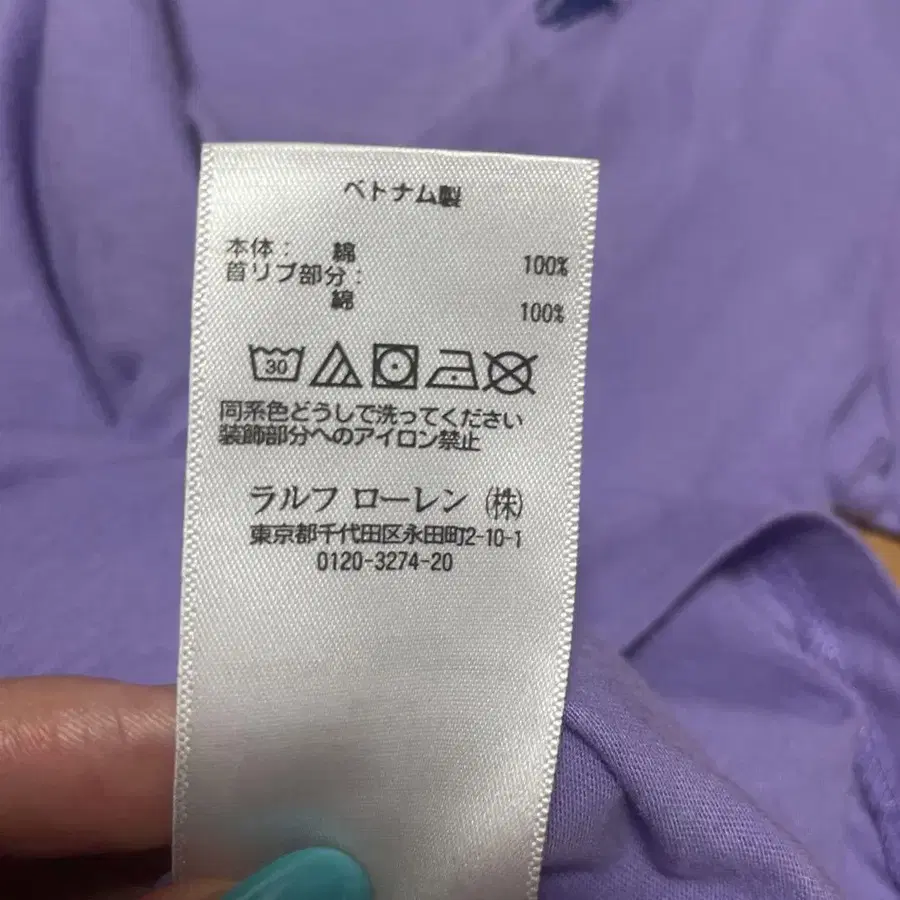 ベトナム製
本体： 綿 100%
首リブ部分：
綿 100%
30
同系色どうしで洗ってください
装飾部分へのアイロン禁止
ラルフ ローレン (株)
東京都千代田区永田町2-10-1
0120-3274-20